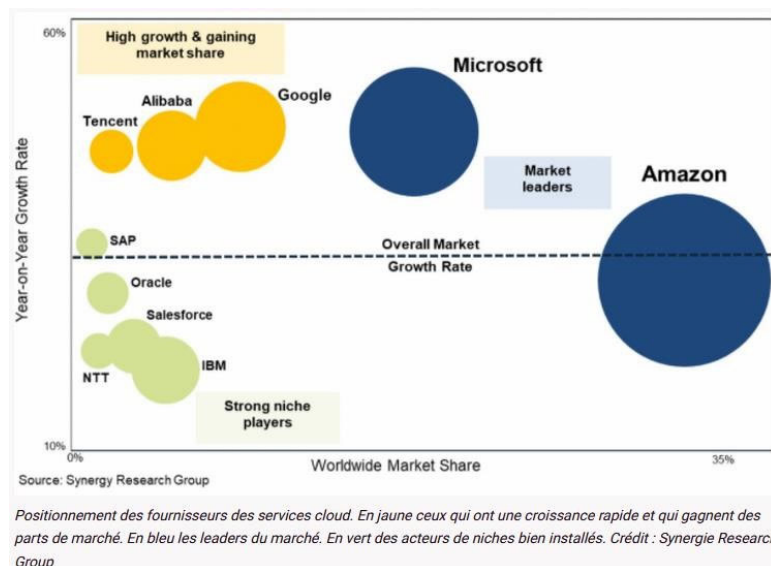 60%
High growth & gaining
market share
Microsoft
Google
Alibaba
Tencent
Market
leaders
Amazon
Year-on-Year Growth Rate
SAP
Overall Market
Growth Rate
Oracle
Salesforce
NTT
IBM
Strong niche
players
10%
0%
Worldwide Market Share
35%
Source: Synergy Research Group
Positionnement des fournisseurs des services cloud. En jaune ceux qui ont une croissance rapide et qui gagnent des
parts de marché. En bleu les leaders du marché. En vert des acteurs de niches bien installés. Crédit : Synergie Research
Group